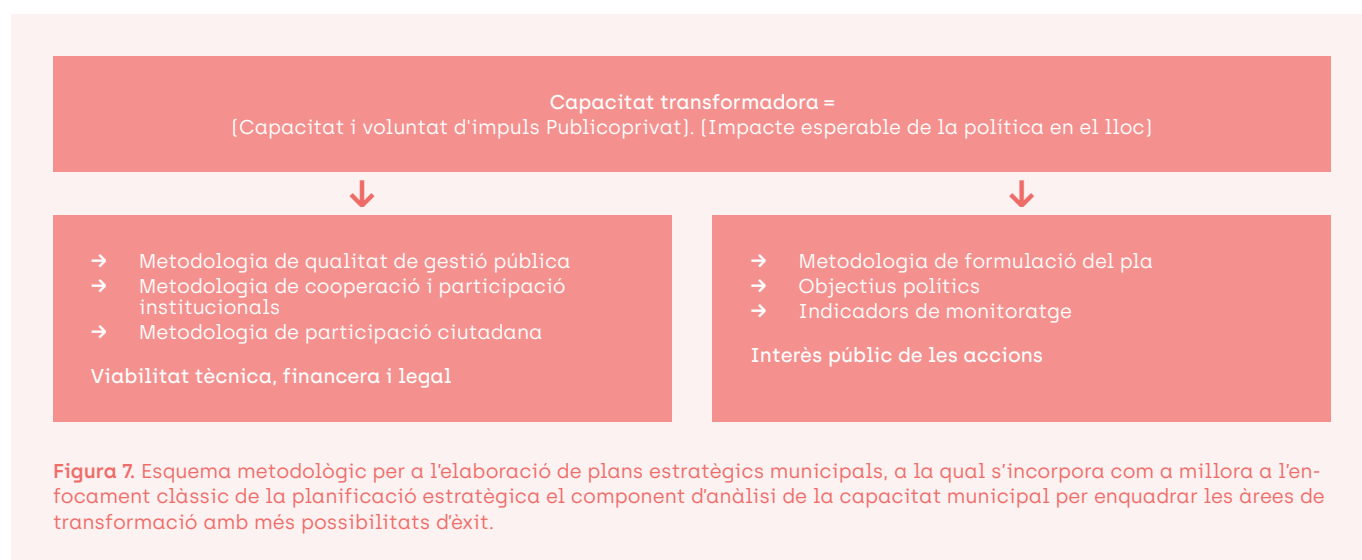 Capacitat transformadora =
(Capacitat i voluntat d'impuls Publicoprivat). (Impacte esperable de la política en el lloc)
→ Metodologia de qualitat de gestió pública
→ Metodologia de cooperació i participació
institucionals
→ Metodologia de participació ciutadana
Viabilitat tècnica, financera i legal
→ Metodologia de formulació del pla
→ Objectius polítics
→ Indicadors de monitoratge
Interès públic de les accions
Figura 7. Esquema metodològic per a l'elaboració de plans estratègics municipals, a la qual s'incorpora com a millora a l'en-
focament clàssic de la planificació estratègica el component d'anàlisi de la capacitat municipal per enquadrar les àrees de
transformació amb més possibilitats d'èxit.